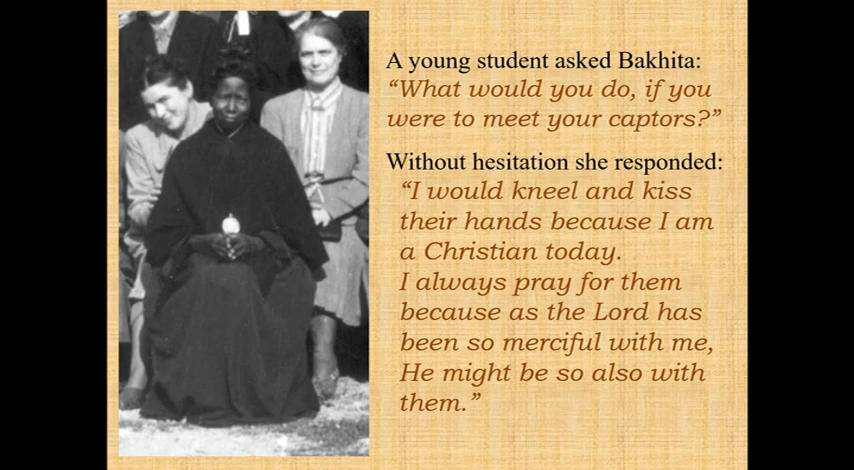 A young student asked Bakhita:
“What would you do, if you
were to meet your captors?”
Without hesitation she responded:
“I would kneel and kiss
their hands because I am
a Christian today.
I always pray for them
because as the Lord has
been so merciful with me,
He might be so also with
them.”